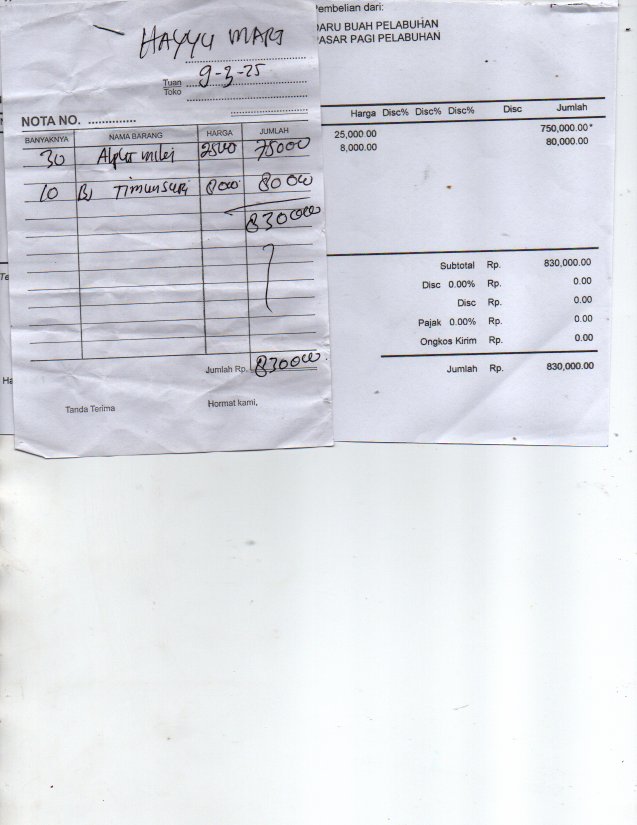 HAYYU MART
Tuan 9-3-25
Toko
NOTA NO. .............
BANYAKNYA NAMA BARANG HARGA JUMLAH
30 25000 75000
10 Bj TimunSuri 8000 80000
830000
Jumlah Rp. 830000
Tanda Terima Hormat kami,
Pembelian dari:
DARU BUAH PELABUHAN
PASAR PAGI PELABUHAN
Harga Disc% Disc% Disc% Disc Jumlah
25,000.00 750,000.00*
8,000.00 80,000.00
Subtotal Rp. 830,000.00
Disc 0.00% Rp. 0.00
Disc Rp. 0.00
Pajak 0.00% Rp. 0.00
Ongkos Kirim Rp. 0.00
Jumlah Rp. 830,000.00